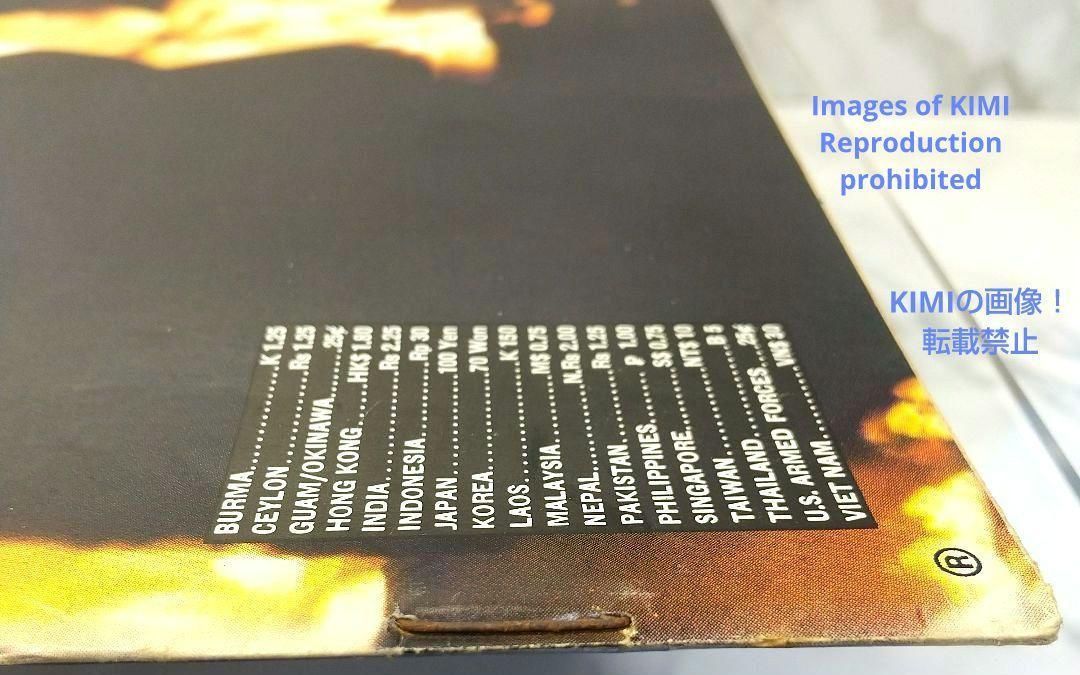 BURMA..........K 1.25
CEYLON..........Rs 1.25
GUAM/OKINAWA.....25¢
HONG KONG.....HK$ 1.80
INDIA..........Rs 2.25
INDONESIA..........Rp 30
JAPAN..........100 Yen
KOREA..........70 Won
LAOS..........K 150
MALAYSIA..........M$ 0.75
NEPAL..........N.Rs 2.00
PAKISTAN..........Rs 1.25
PHILIPPINES..........P 1.00
SINGAPORE..........S$ 0.75
TAIWAN..........NT$ 10
THAILAND..........B 5
U.S. ARMED FORCES.....25¢
VIET NAM..........VN$ 30
®
Images of KIMI
Reproduction
prohibited
KIMIの画像！
転載禁止